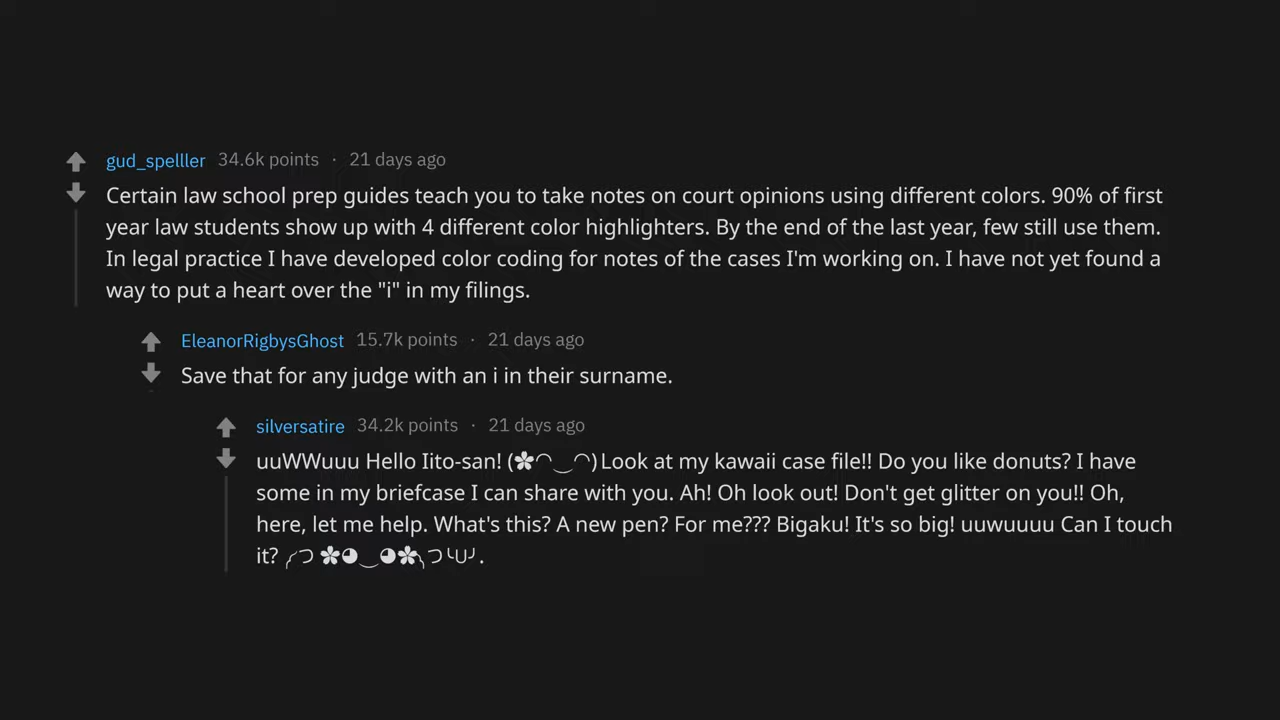 gud_spelller 34.6k points · 21 days ago
Certain law school prep guides teach you to take notes on court opinions using different colors. 90% of first
year law students show up with 4 different color highlighters. By the end of the last year, few still use them.
In legal practice I have developed color coding for notes of the cases I'm working on. I have not yet found a
way to put a heart over the "i" in my filings.
EleanorRigbysGhost 15.7k points · 21 days ago
Save that for any judge with an i in their surname.
silversatire 34.2k points · 21 days ago
uuWWuuu Hello Iito-san! (✽◠‿◠) Look at my kawaii case file!! Do you like donuts? I have
some in my briefcase I can share with you. Ah! Oh look out! Don't get glitter on you!! Oh,
here, let me help. What's this? A new pen? For me??? Bigaku! It's so big! uuwuuuu Can I touch
it? ╭⊃ ✽◕‿◕✽╮⊃╰U╯.